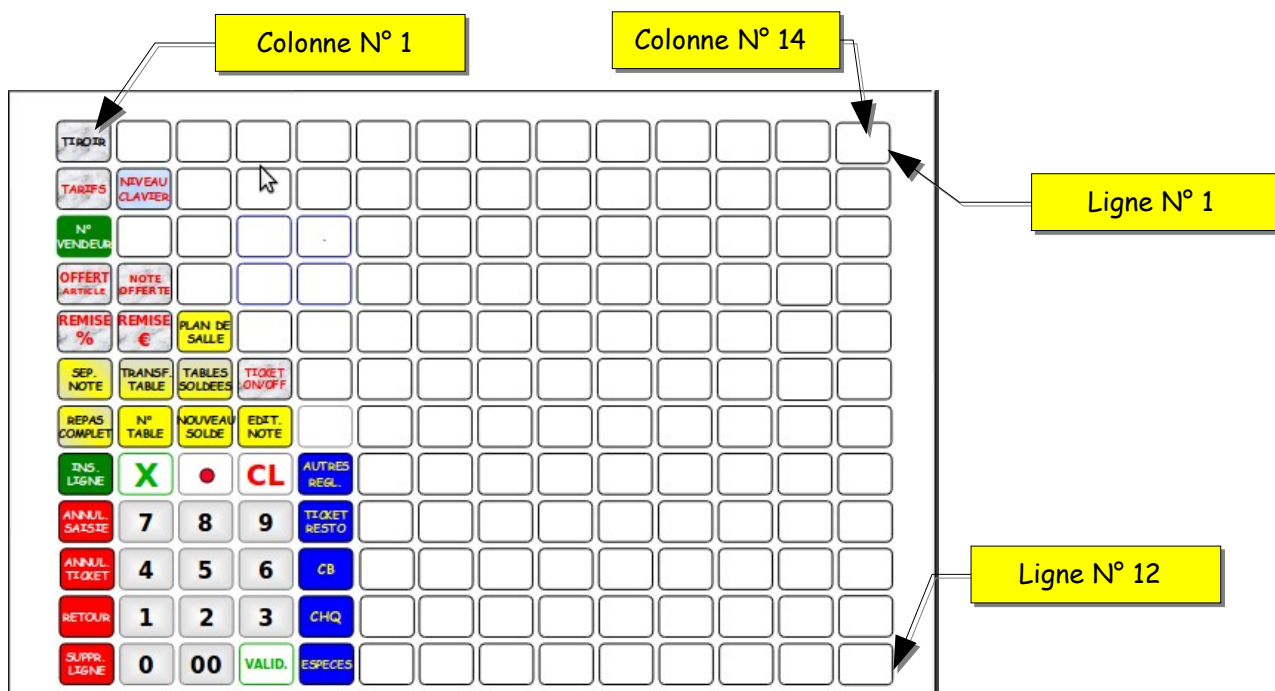 Colonne N° 1
Colonne N° 14
TIROIR
Ligne N° 1
TARIFS
NIVEAU
CLAVIER
N°
VENDEUR
OFFERT
ARTICLE
NOTE
OFFERTE
REMISE
%
REMISE
€
PLAN DE
SALLE
SEP.
NOTE
TRANSF.
TABLE
TABLES
SOLDEES
TICKET
ON/OFF
REPAS
COMPLET
N°
TABLE
NOUVEAU
SOLDE
EDIT.
NOTE
INS.
LIGNE
X
CL
AUTRES
REGL.
ANNUL.
SAISIE
7
8
9
TICKET
RESTO
ANNUL.
TICKET
4
5
6
CB
Ligne N° 12
RETOUR
1
2
3
CHQ
SUPPR.
LIGNE
0
00
VALID.
ESPECES